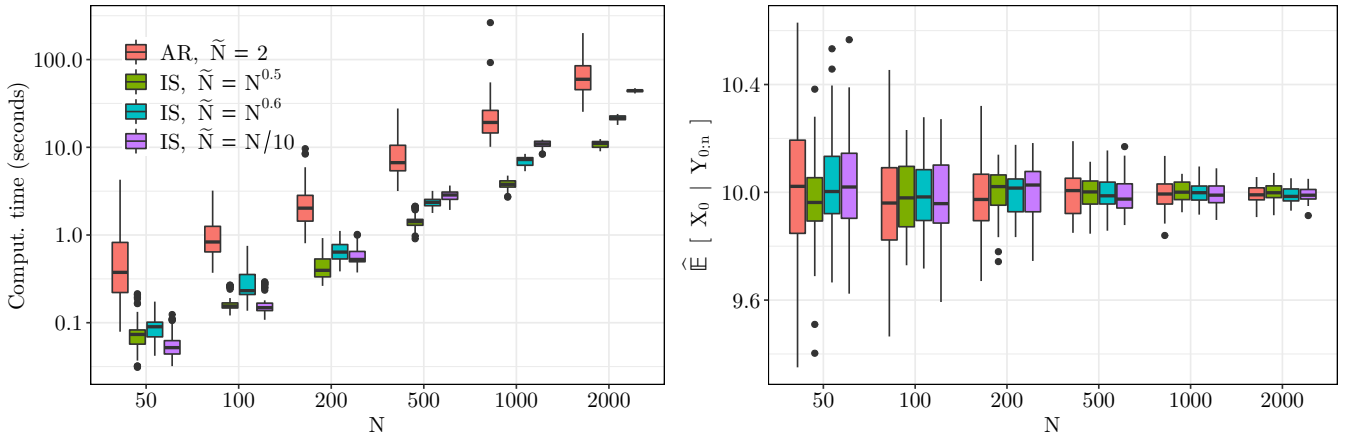 Comput. time (seconds)
100.0
10.0
1.0
0.1
AR, Ñ = 2
IS, Ñ = N^0.5
IS, Ñ = N^0.6
IS, Ñ = N/10
50 100 200 500 1000 2000
N
𝔼̂ [ X₀ | Y₀:ₙ ]
10.4
10.0
9.6
50 100 200 500 1000 2000
N